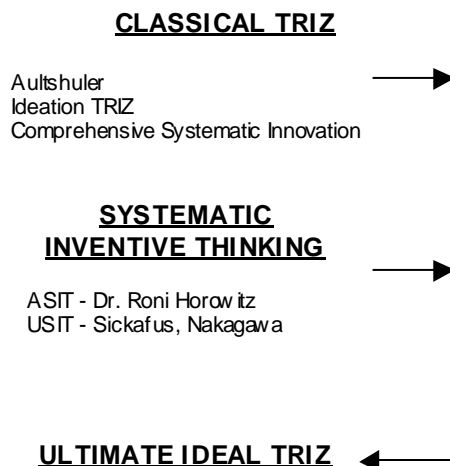 CLASSICAL TRIZ
Aultshuler
Ideation TRIZ
Comprehensive Systematic Innovation
SYSTEMATIC
INVENTIVE THINKING
ASIT - Dr. Roni Horowitz
USIT - Sickafus, Nakagawa
ULTIMATE IDEAL TRIZ